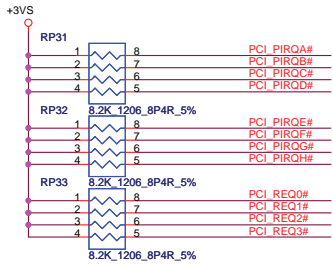 +3VS
RP31
1 8 PCI_PIRQA#
2 7 PCI_PIRQB#
3 6 PCI_PIRQC#
4 5 PCI_PIRQD#
RP32 8.2K_1206_8P4R_5%
1 8 PCI_PIRQE#
2 7 PCI_PIRQF#
3 6 PCI_PIRQG#
4 5 PCI_PIRQH#
RP33 8.2K_1206_8P4R_5%
1 8 PCI_REQ0#
2 7 PCI_REQ1#
3 6 PCI_REQ2#
4 5 PCI_REQ3#
8.2K_1206_8P4R_5%